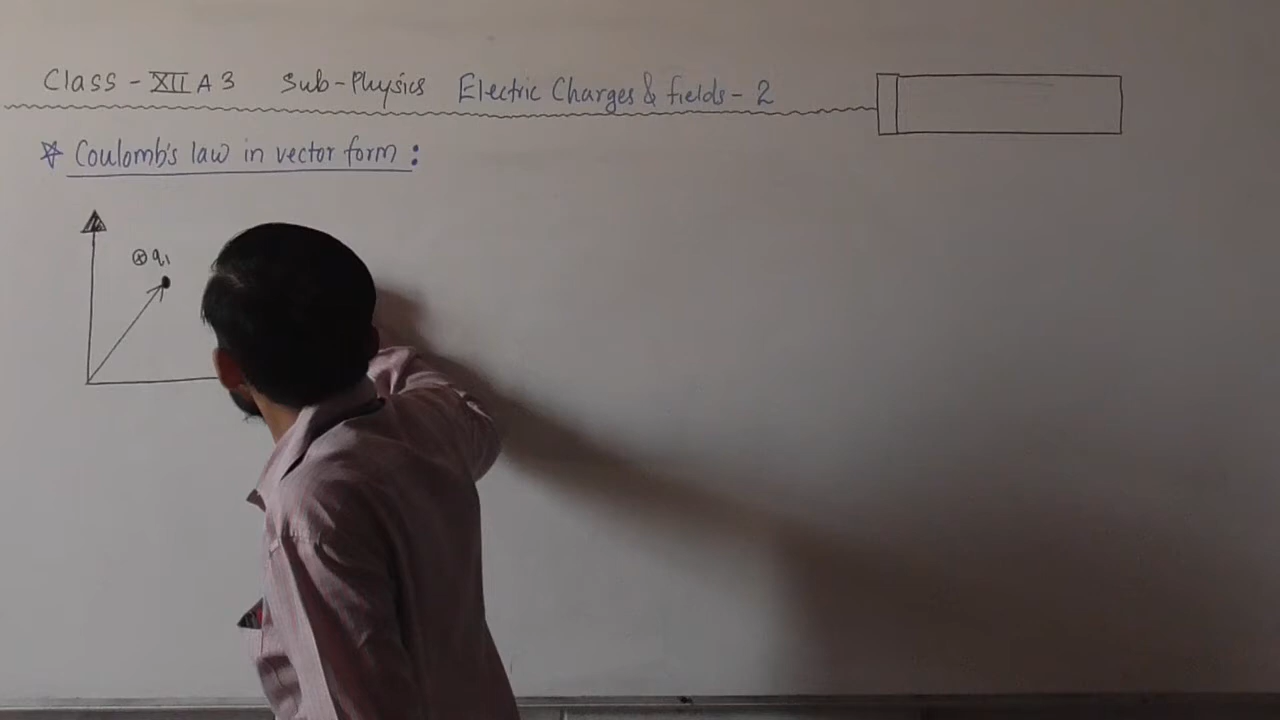 Class - XII A 3 Sub-Physics Electric Charges & fields - 2
☆ Coulomb's law in vector form :
⊗ q₁